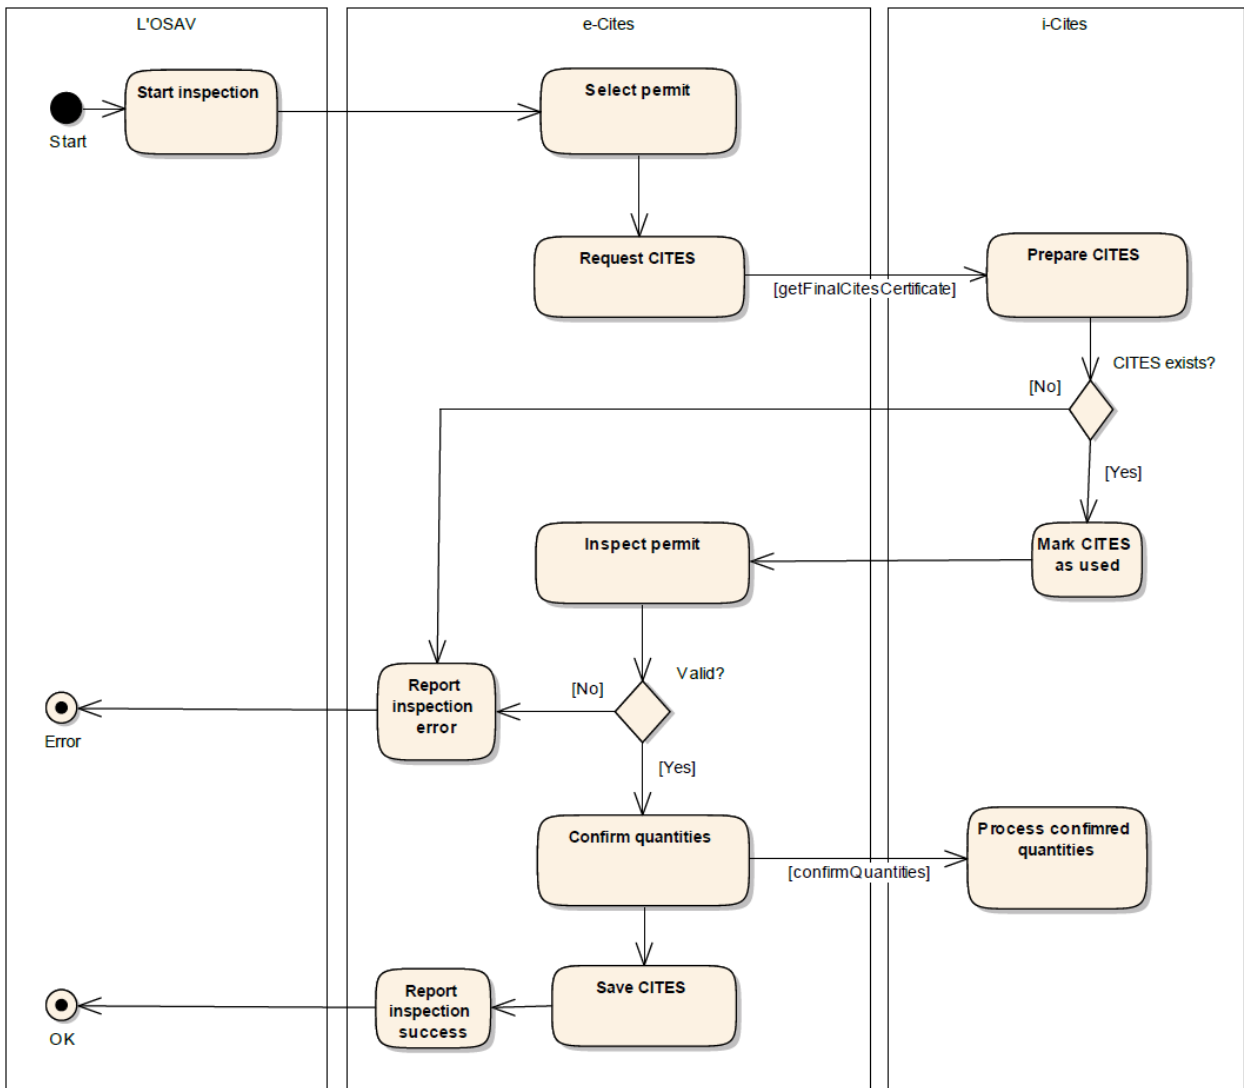 L'OSAV
e-Cites
i-Cites
Start inspection
Select permit
Start
Request CITES
Prepare CITES
[getFinalCitesCertificate]
CITES exists?
[No]
[Yes]
Inspect permit
Mark CITES
as used
Valid?
[No]
Report
inspection
error
Error
[Yes]
Confirm quantities
Process confimred
quantities
[confirmQuantities]
Save CITES
Report
inspection
success
OK